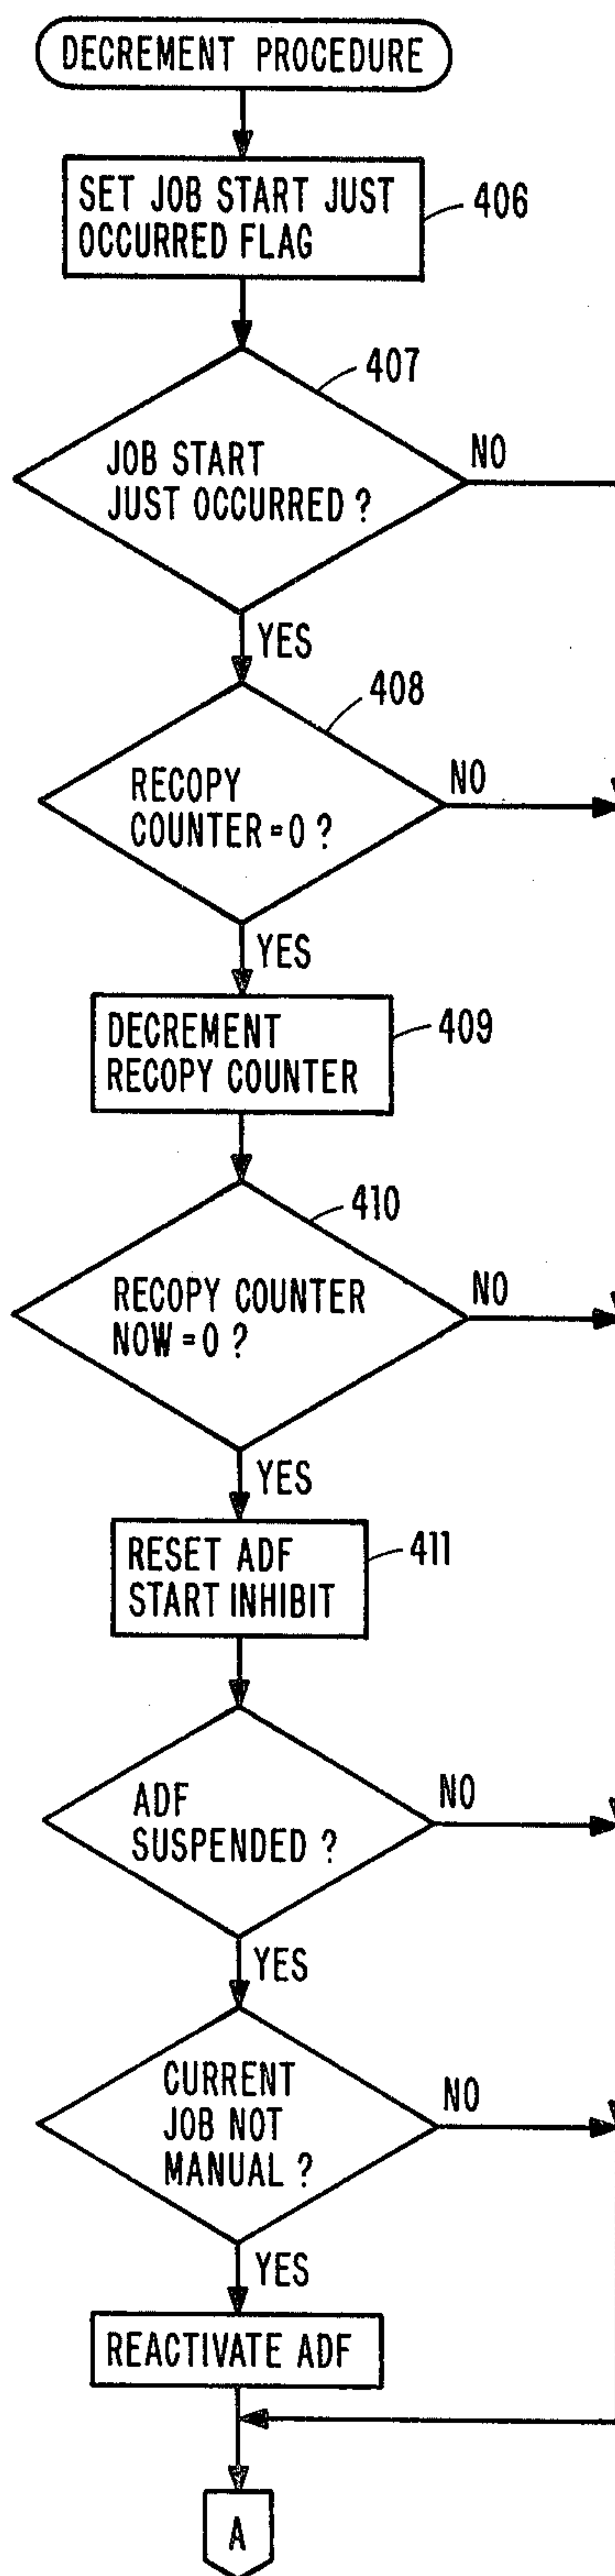 DECREMENT PROCEDURE
SET JOB START JUST
OCCURRED FLAG
406
407
JOB START
JUST OCCURRED ?
NO
YES
408
RECOPY
COUNTER = 0 ?
NO
YES
DECREMENT
RECOPY COUNTER
409
410
RECOPY COUNTER
NOW = 0 ?
NO
YES
RESET ADF
START INHIBIT
411
ADF
SUSPENDED ?
NO
YES
CURRENT
JOB NOT
MANUAL ?
NO
YES
REACTIVATE ADF
A